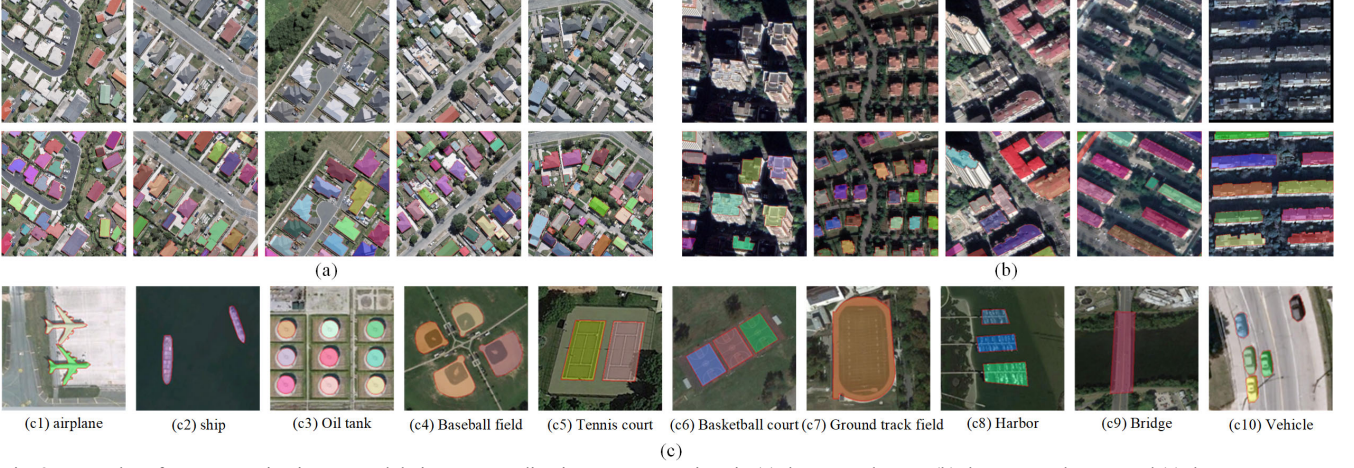 (a)
(b)
(c1) airplane
(c2) ship
(c3) Oil tank
(c4) Baseball field
(c5) Tennis court
(c6) Basketball court
(c7) Ground track field
(c8) Harbor
(c9) Bridge
(c10) Vehicle
(c)